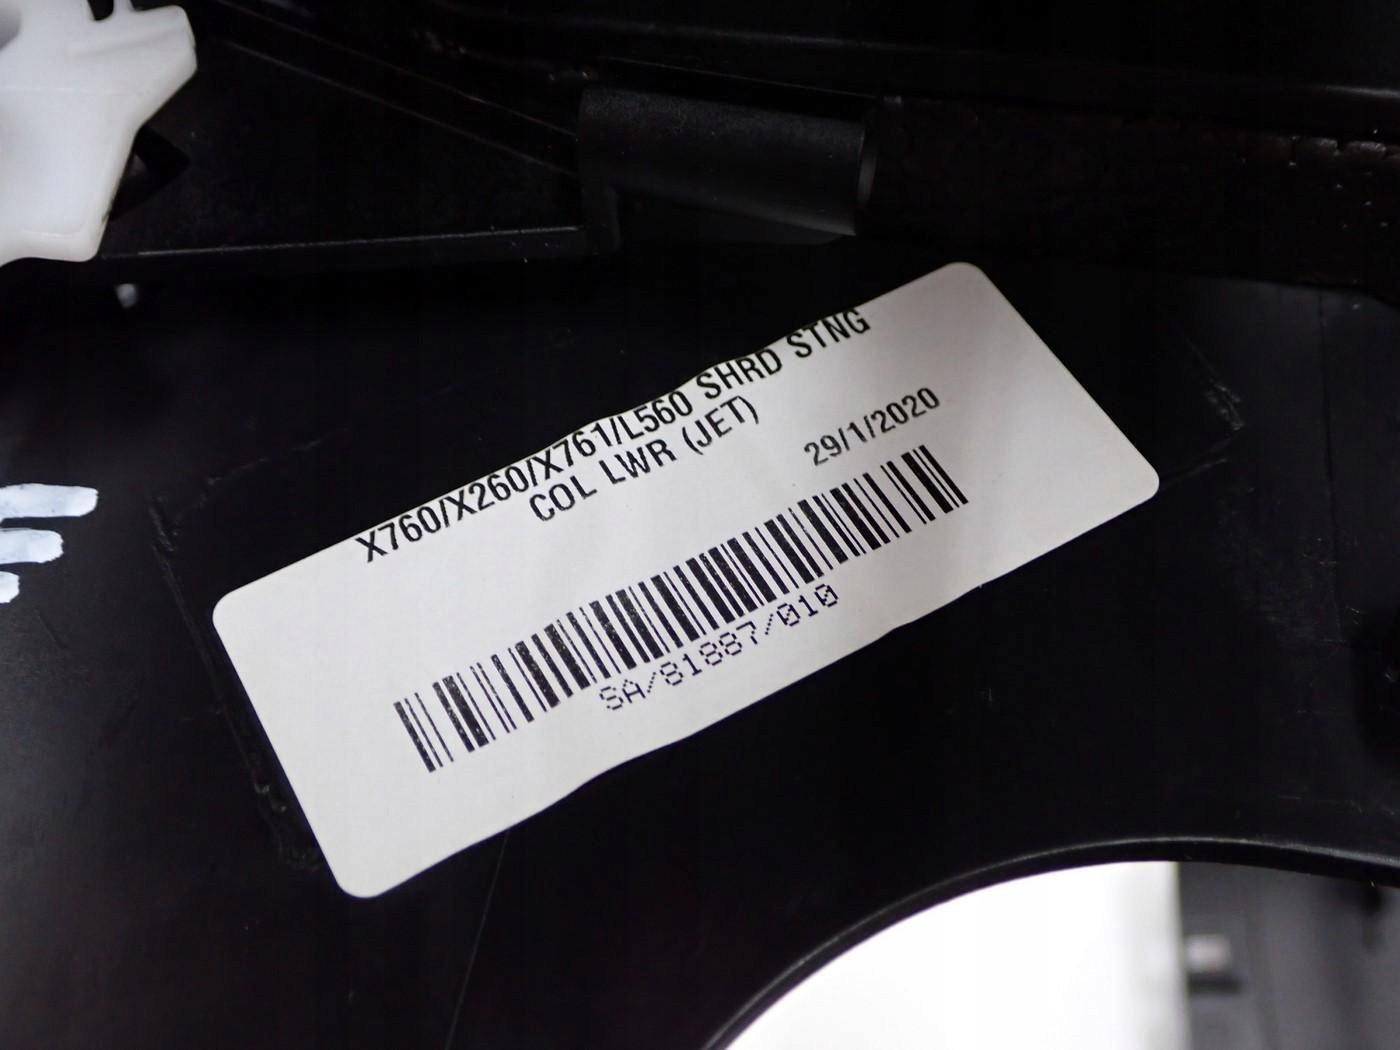 X760/X260/X761/L560 SHRD STNG
COL LWR (JET)
29/1/2020
SA/81887/010